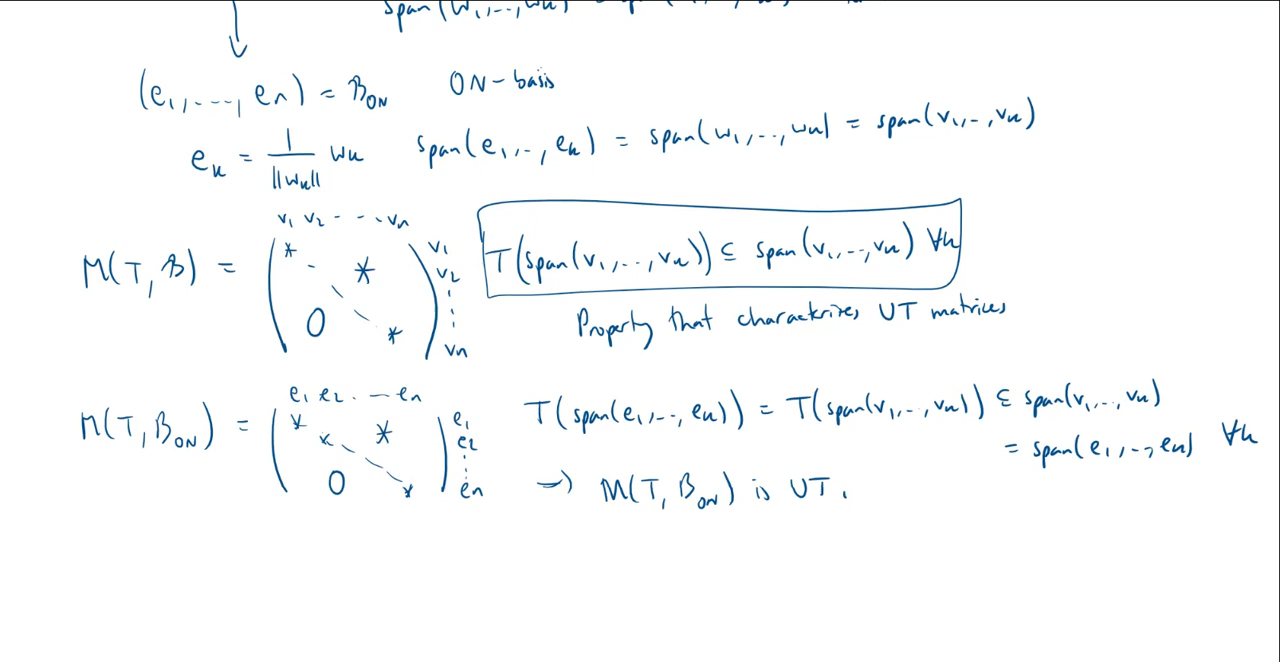 span(w₁,..,wₖ)
(e₁,...,eₙ) = B_ON ON-basis
eₖ = 1/||wₖ|| wₖ span(e₁,..,eₖ) = span(w₁,..,wₖ) = span(v₁,..,vₖ)
v₁ v₂ - - - vₙ
M(T,B) = ( * * 0 * ) v₁ v₂ ⋮ vₙ T(span(v₁,..,vₖ)) ⊆ span(v₁,..,vₖ) ∀k
Property that characterizes UT matrices
e₁ e₂ . - eₙ
M(T,B_ON) = ( * * * 0 * ) e₁ e₂ ⋮ eₙ T(span(e₁,..,eₖ)) = T(span(v₁,..,vₖ)) ⊆ span(v₁,..,vₖ)
= span(e₁,..,eₖ) ∀k
→ M(T,B_ON) is UT.